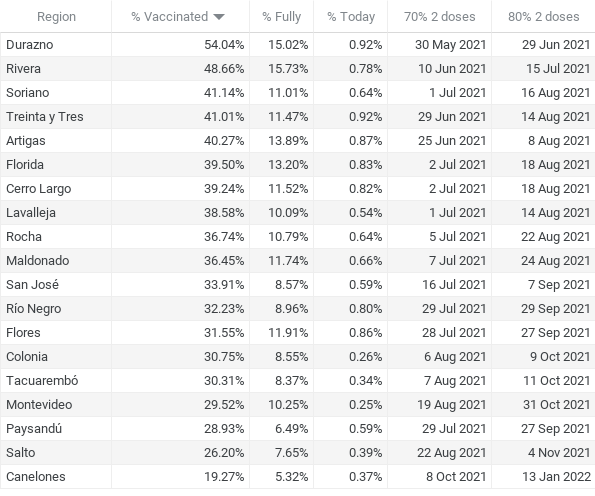 Region % Vaccinated % Fully % Today 70% 2 doses 80% 2 doses
Durazno 54.04% 15.02% 0.92% 30 May 2021 29 Jun 2021
Rivera 48.66% 15.73% 0.78% 10 Jun 2021 15 Jul 2021
Soriano 41.14% 11.01% 0.64% 1 Jul 2021 16 Aug 2021
Treinta y Tres 41.01% 11.47% 0.92% 29 Jun 2021 14 Aug 2021
Artigas 40.27% 13.89% 0.87% 25 Jun 2021 8 Aug 2021
Florida 39.50% 13.20% 0.83% 2 Jul 2021 18 Aug 2021
Cerro Largo 39.24% 11.52% 0.82% 2 Jul 2021 18 Aug 2021
Lavalleja 38.58% 10.09% 0.54% 1 Jul 2021 14 Aug 2021
Rocha 36.74% 10.79% 0.64% 5 Jul 2021 22 Aug 2021
Maldonado 36.45% 11.74% 0.66% 7 Jul 2021 24 Aug 2021
San José 33.91% 8.57% 0.59% 16 Jul 2021 7 Sep 2021
Río Negro 32.23% 8.96% 0.80% 29 Jul 2021 29 Sep 2021
Flores 31.55% 11.91% 0.86% 28 Jul 2021 27 Sep 2021
Colonia 30.75% 8.55% 0.26% 6 Aug 2021 9 Oct 2021
Tacuarembó 30.31% 8.37% 0.34% 7 Aug 2021 11 Oct 2021
Montevideo 29.52% 10.25% 0.25% 19 Aug 2021 31 Oct 2021
Paysandú 28.93% 6.49% 0.59% 29 Jul 2021 27 Sep 2021
Salto 26.20% 7.65% 0.39% 22 Aug 2021 4 Nov 2021
Canelones 19.27% 5.32% 0.37% 8 Oct 2021 13 Jan 2022